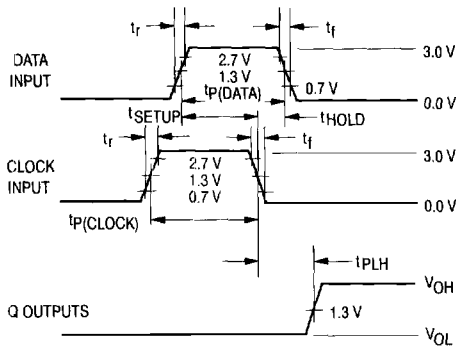 tr tf
DATA INPUT
2.7 V
1.3 V
tP(DATA)
0.7 V
3.0 V
0.0 V
tSETUP
tHOLD
tr tf
CLOCK INPUT
2.7 V
1.3 V
0.7 V
3.0 V
0.0 V
tP(CLOCK)
tPLH
Q OUTPUTS
1.3 V
VOH
VOL